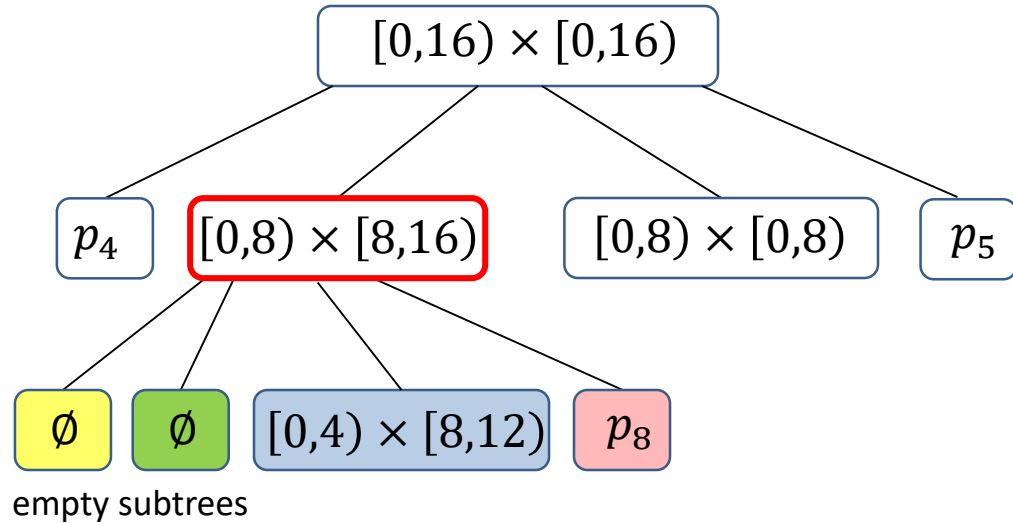 [0,16) × [0,16)
p₄ [0,8) × [8,16) [0,8) × [0,8) p₅
∅ ∅ [0,4) × [8,12) p₈
empty subtrees